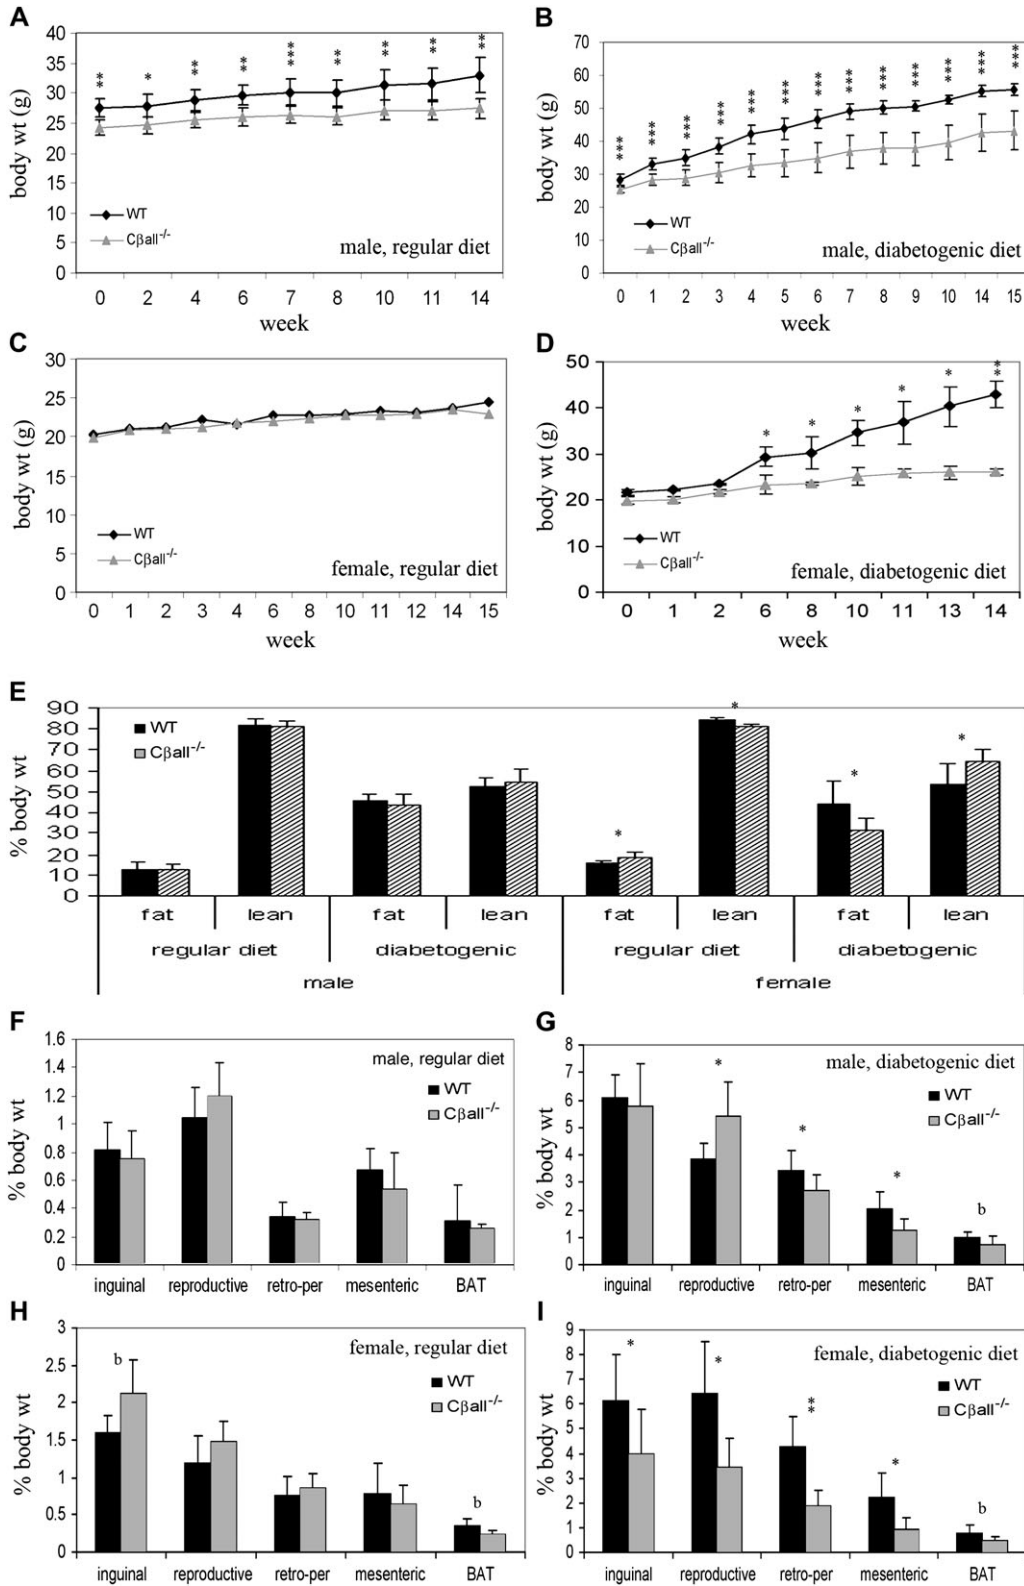 A
40
35
30
25
20
15
10
5
0
body wt (g)
** * ** ** *** ** ** ** **
WT
Cβall-/-
male, regular diet
0 2 4 6 7 8 10 11 14
week
B
70
60
50
40
30
20
10
0
body wt (g)
*** *** *** *** *** *** *** *** *** *** *** *** ***
WT
Cβall-/-
male, diabetogenic diet
0 1 2 3 4 5 6 7 8 9 10 14 15
week
C
30
25
20
15
10
5
0
body wt (g)
WT
Cβall-/-
female, regular diet
0 1 2 3 4 6 8 10 11 12 14 15
week
D
50
40
30
20
10
0
body wt (g)
* * * * * **
WT
Cβall-/-
female, diabetogenic diet
0 1 2 6 8 10 11 13 14
week
E
90
80
70
60
50
40
30
20
10
0
% body wt
WT
Cβall-/-
* * * *
fat lean fat lean fat lean fat lean
regular diet diabetogenic regular diet diabetogenic
male female
F
1.6
1.4
1.2
1
0.8
0.6
0.4
0.2
0
% body wt
male, regular diet
WT
Cβall-/-
inguinal reproductive retro-per mesenteric BAT
G
8
7
6
5
4
3
2
1
0
% body wt
male, diabetogenic diet
WT
Cβall-/-
* * * b
inguinal reproductive retro-per mesenteric BAT
H
3
2.5
2
1.5
1
0.5
0
% body wt
female, regular diet
WT
Cβall-/-
b b
inguinal reproductive retro-per mesenteric BAT
I
9
8
7
6
5
4
3
2
1
0
% body wt
female, diabetogenic diet
WT
Cβall-/-
* * ** * b
inguinal reproductive retro-per mesenteric BAT